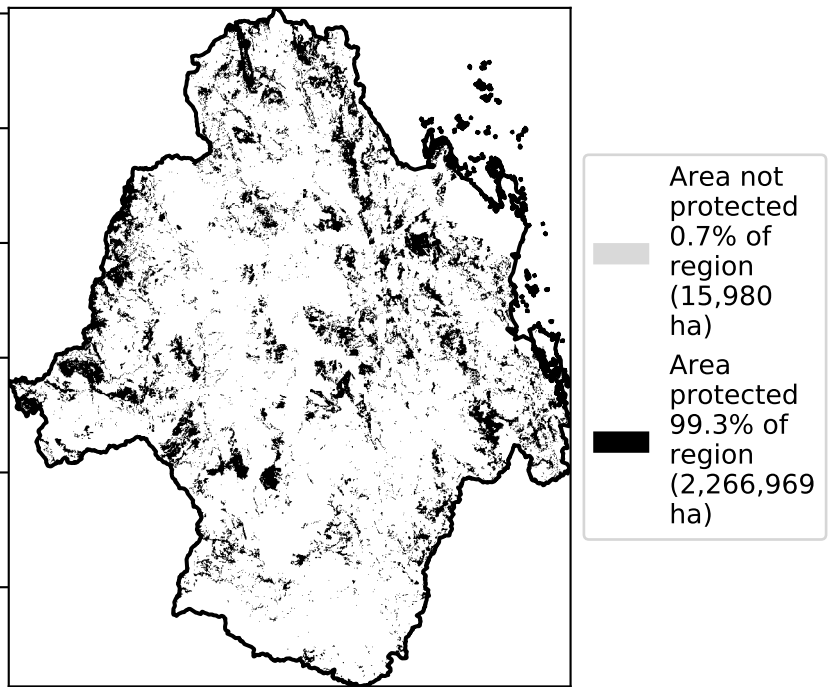 Area not
protected
0.7% of
region
(15,980
ha)
Area
protected
99.3% of
region
(2,266,969
ha)